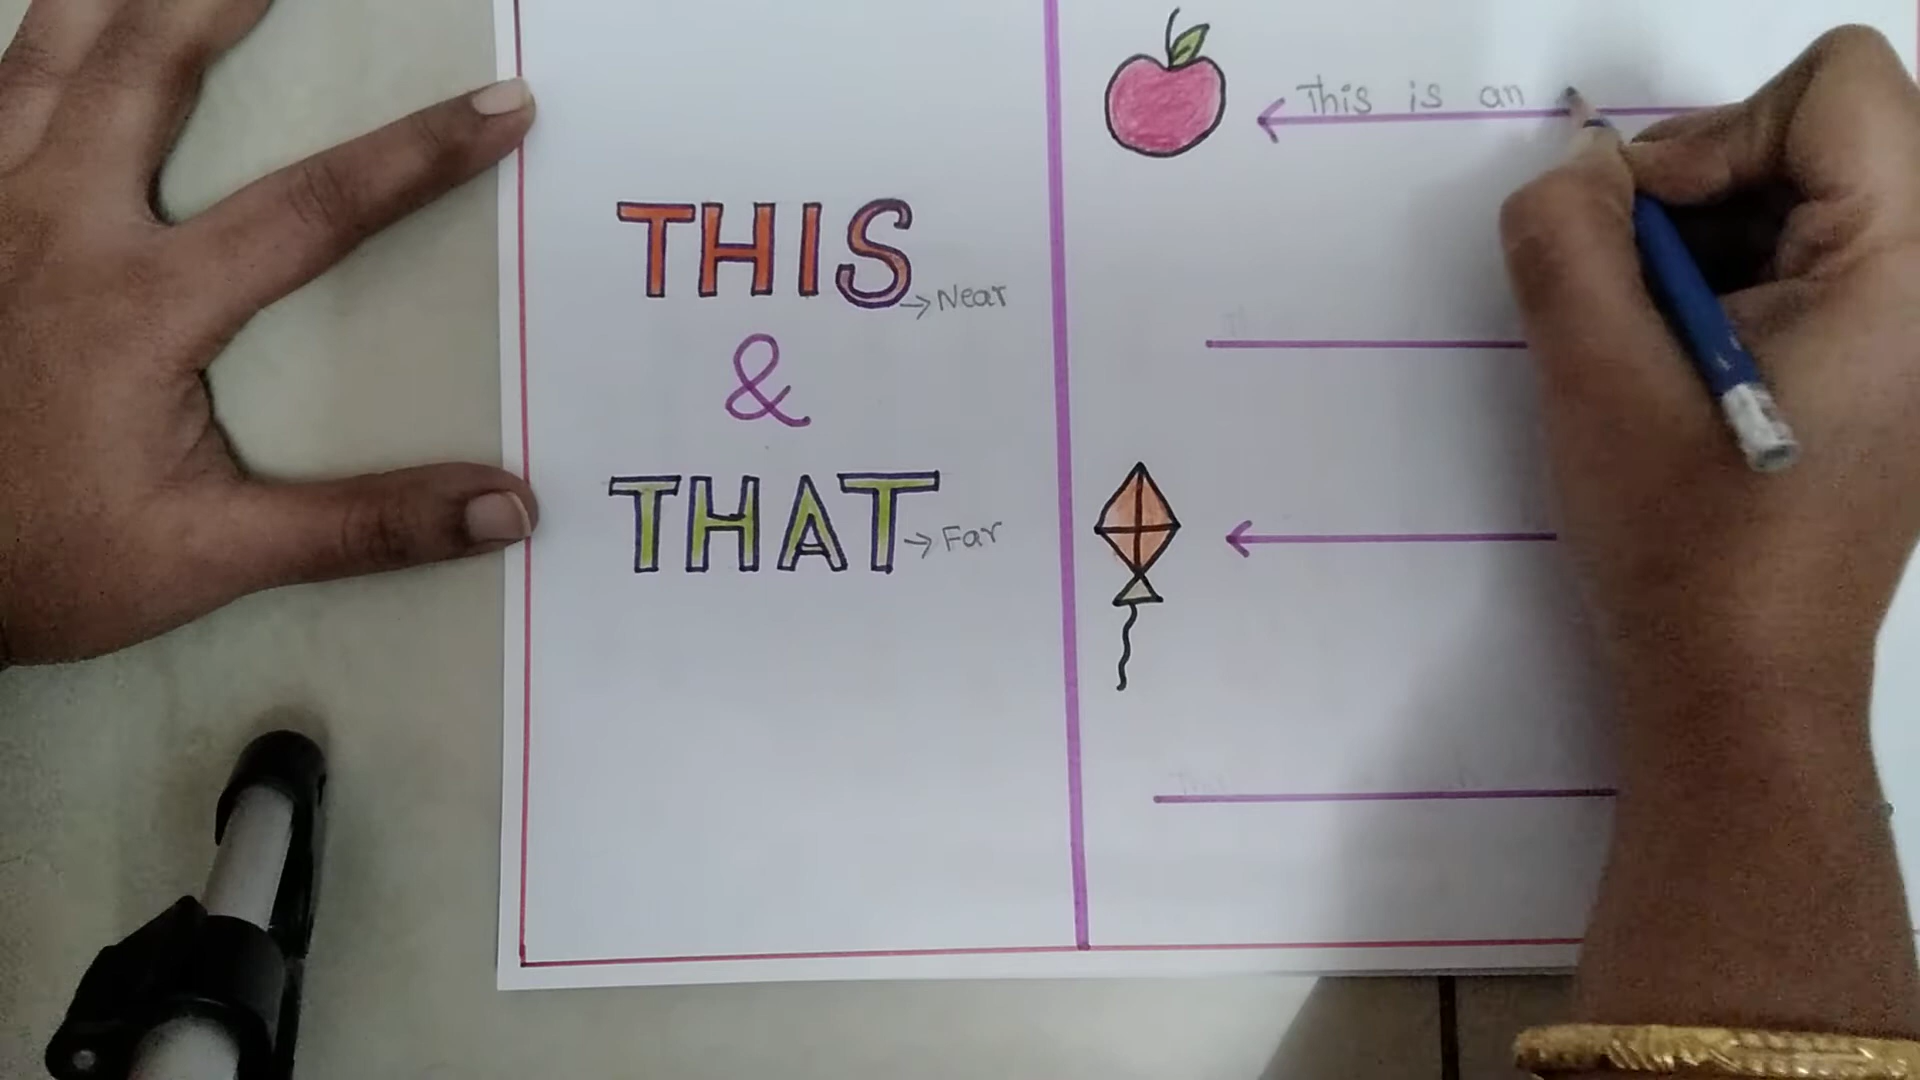 THIS
→ Near
&
THAT
→ Far
This is an